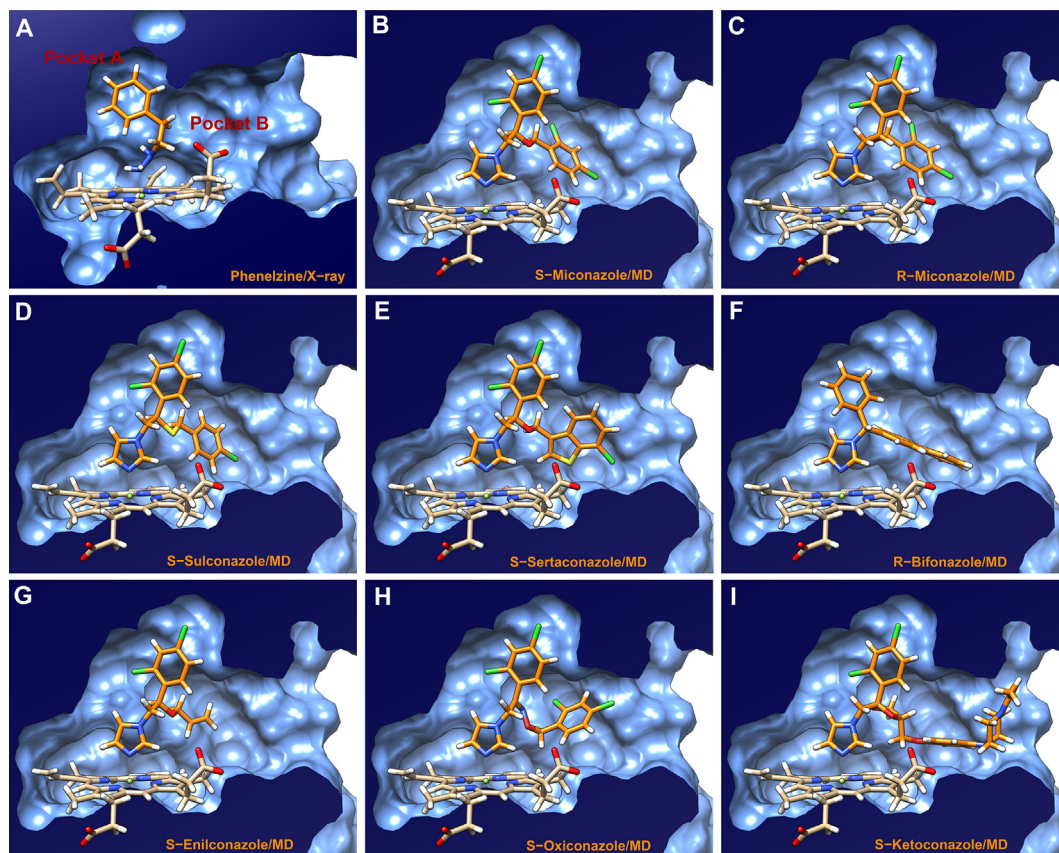 A
Pocket A
Pocket B
Phenelzine/X-ray
B
S-Miconazole/MD
C
R-Miconazole/MD
D
S-Sulconazole/MD
E
S-Sertaconazole/MD
F
R-Bifonazole/MD
G
S-Enilconazole/MD
H
S-Oxiconazole/MD
I
S-Ketoconazole/MD